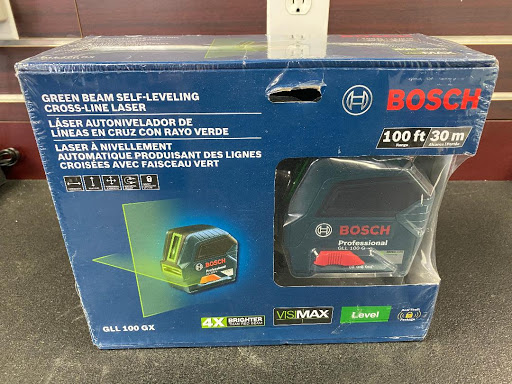 GREEN BEAM SELF-LEVELING
CROSS-LINE LASER
LÁSER AUTONIVELADOR DE
LÍNEAS EN CRUZ CON RAYO VERDE
LASER À NIVELLEMENT
AUTOMATIQUE PRODUISANT DES LIGNES
CROISÉES AVEC FAISCEAU VERT
BOSCH
100 ft 30 m
Range
BOSCH
Professional
GLL 100 G
BOSCH
GLL 100 GX
4X BRIGHTER
VISIMAX
Level